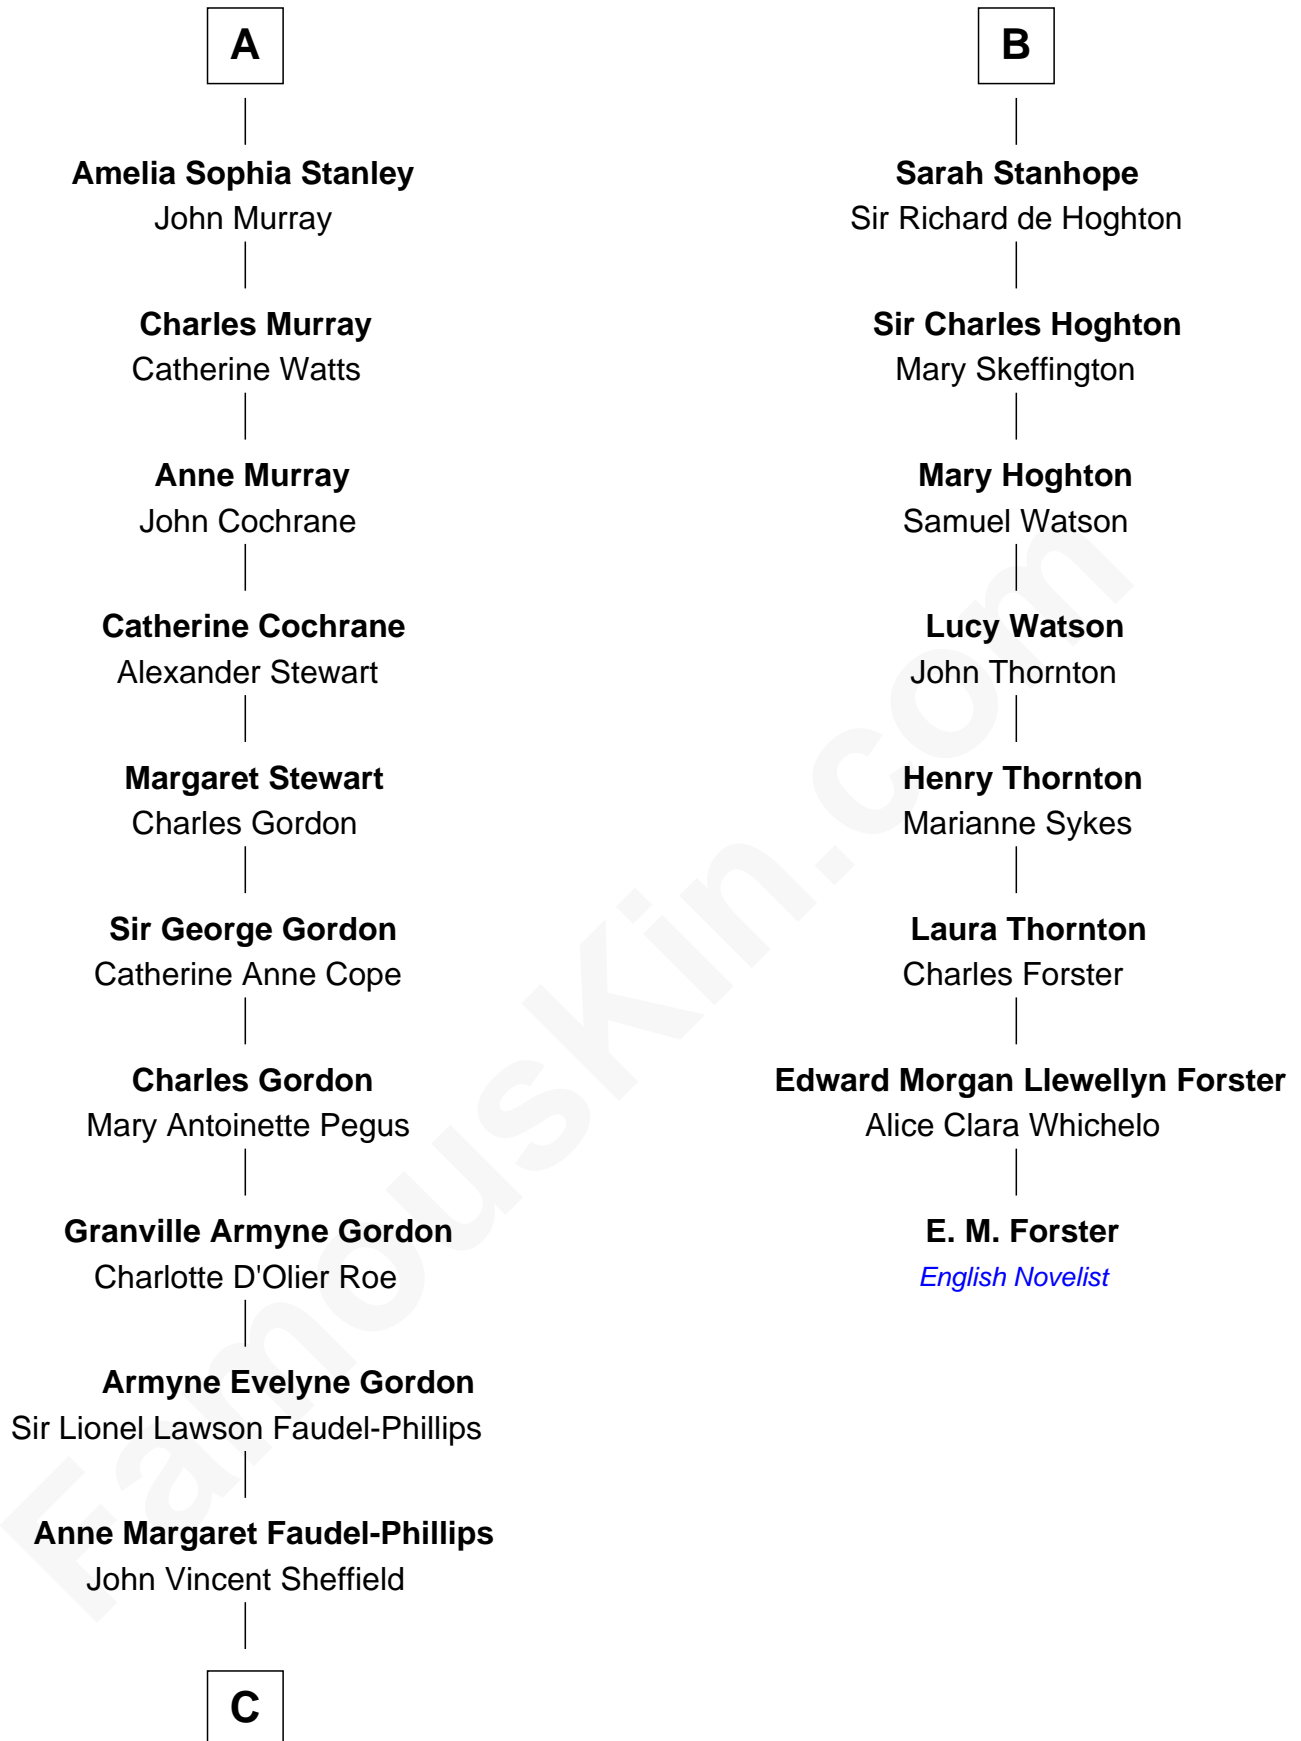 A
Amelia Sophia Stanley
John Murray
Charles Murray
Catherine Watts
Anne Murray
John Cochrane
Catherine Cochrane
Alexander Stewart
Margaret Stewart
Charles Gordon
Sir George Gordon
Catherine Anne Cope
Charles Gordon
Mary Antoinette Pegus
Granville Armyne Gordon
Charlotte D'Olier Roe
Armyne Evelyne Gordon
Sir Lionel Lawson Faudel-Phillips
Anne Margaret Faudel-Phillips
John Vincent Sheffield
C
B
Sarah Stanhope
Sir Richard de Hoghton
Sir Charles Hoghton
Mary Skeffington
Mary Hoghton
Samuel Watson
Lucy Watson
John Thornton
Henry Thornton
Marianne Sykes
Laura Thornton
Charles Forster
Edward Morgan Llewellyn Forster
Alice Clara Whichelo
E. M. Forster
English Novelist
FamousKin.com